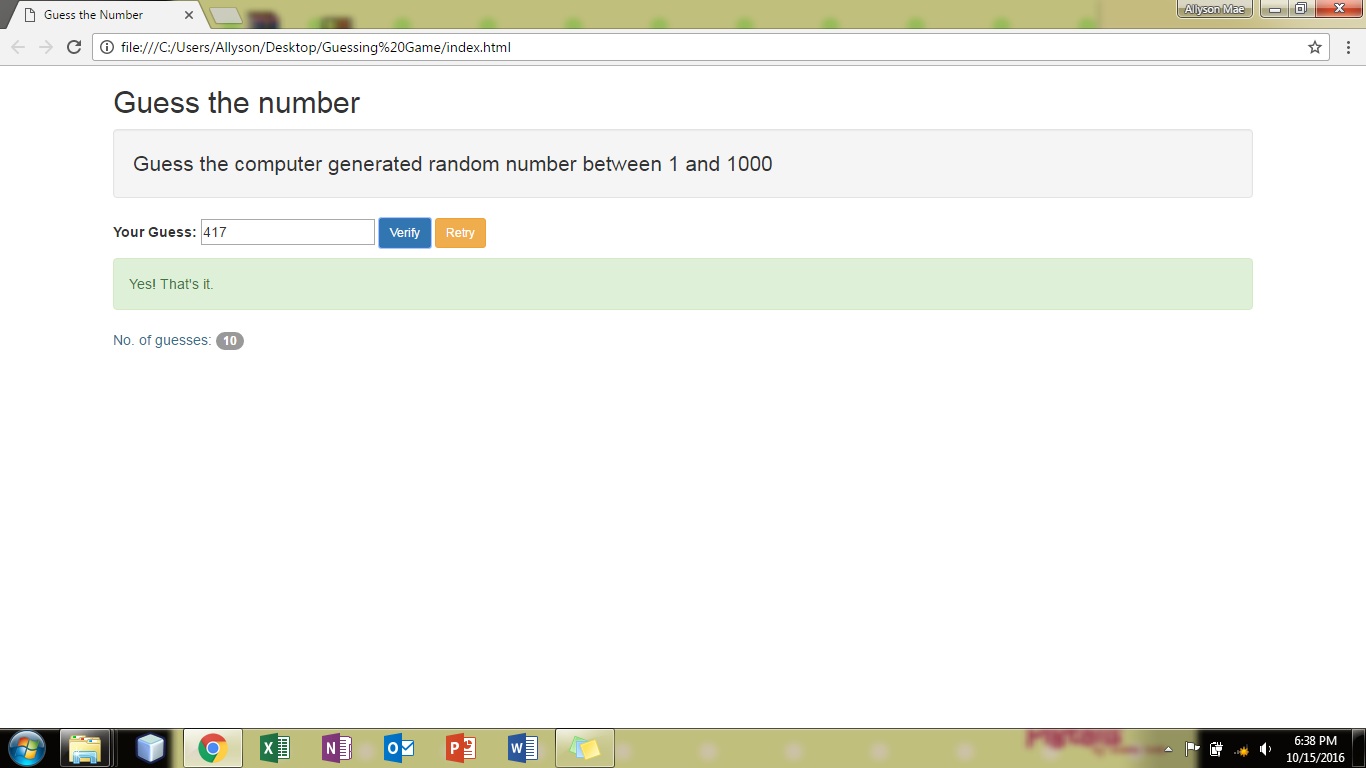 Guess the Number
Allyson Mae
file:///C:/Users/Allyson/Desktop/Guessing%20Game/index.html
Guess the number
Guess the computer generated random number between 1 and 1000
Your Guess: 417 Verify Retry
Yes! That's it.
No. of guesses: 10
6:38 PM
10/15/2016